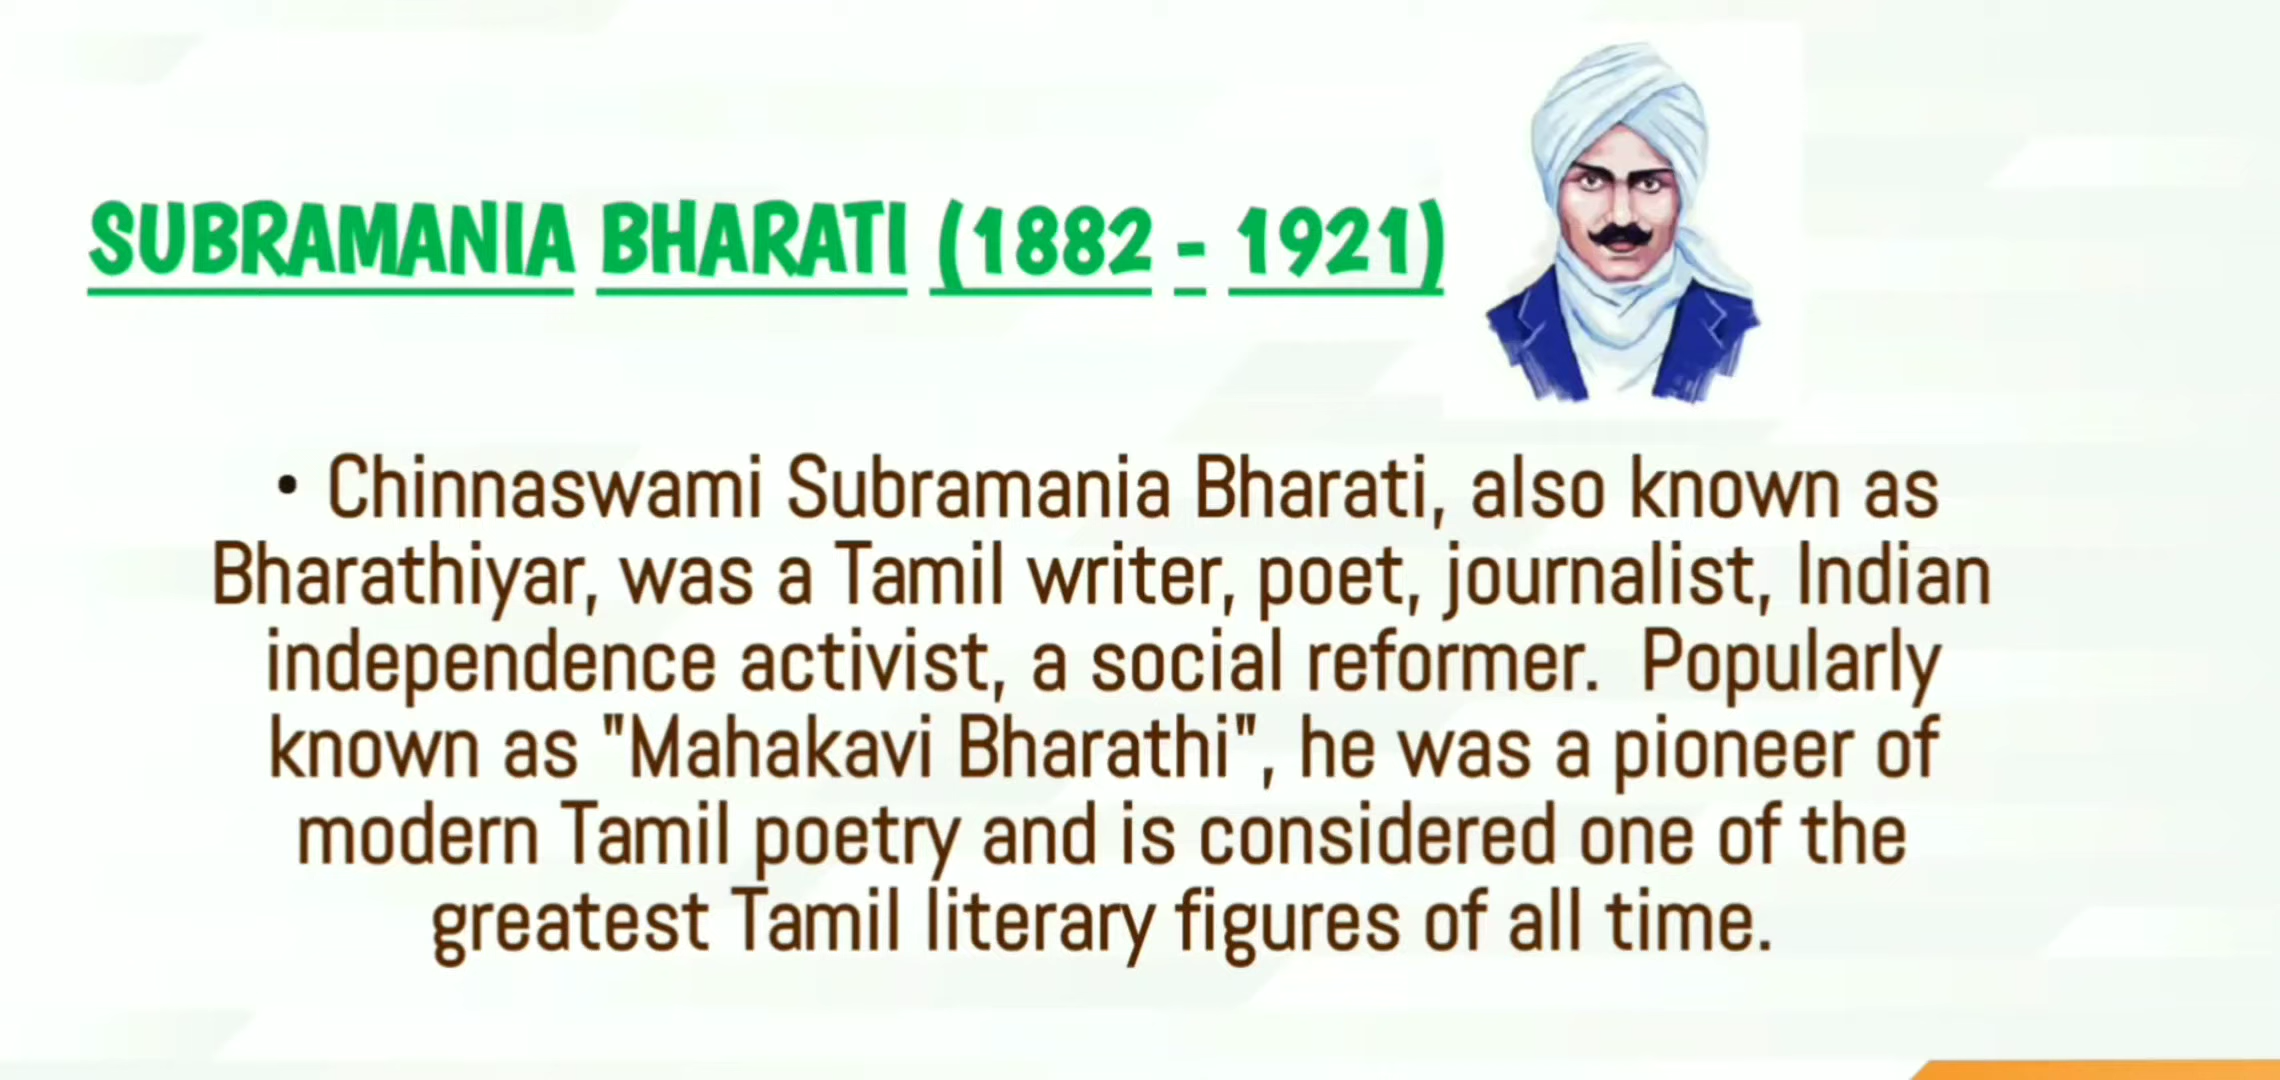 SUBRAMANIA BHARATI (1882 - 1921)
• Chinnaswami Subramania Bharati, also known as
Bharathiyar, was a Tamil writer, poet, journalist, Indian
independence activist, a social reformer.  Popularly
known as "Mahakavi Bharathi", he was a pioneer of
modern Tamil poetry and is considered one of the
greatest Tamil literary figures of all time.